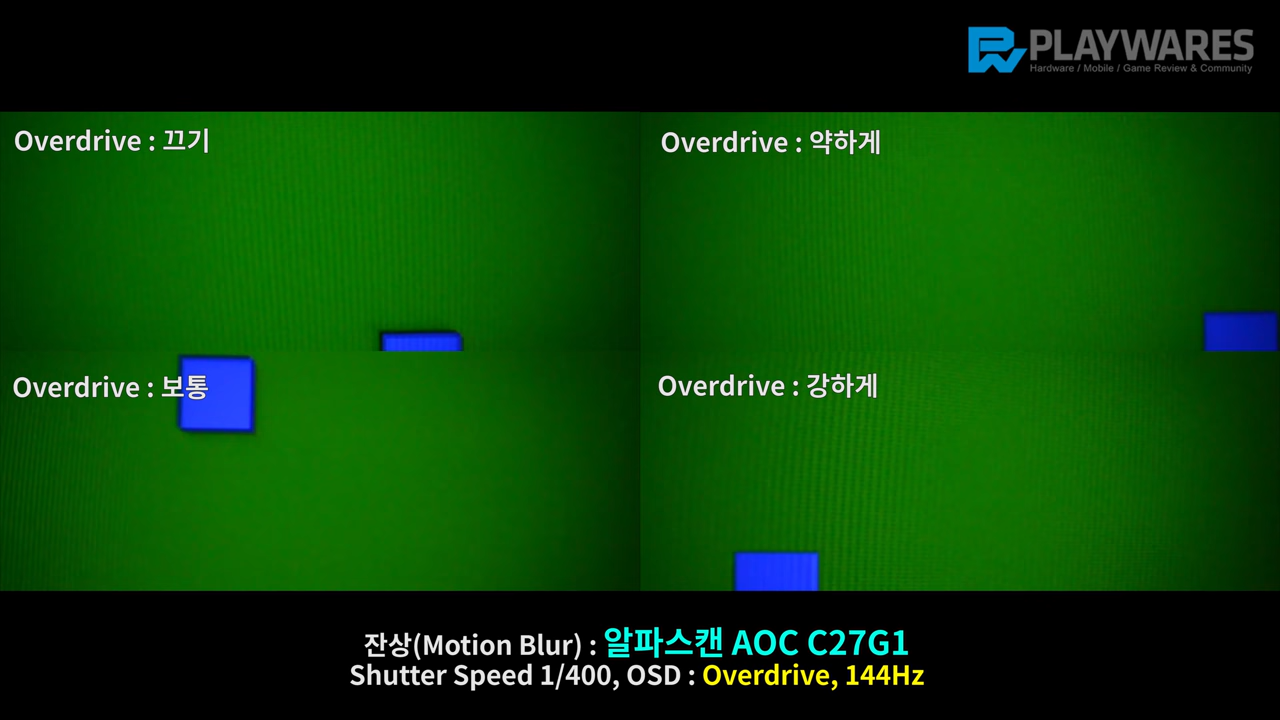 PLAYWARES
Hardware / Mobile / Game Review & Community
Overdrive : 끄기
Overdrive : 약하게
Overdrive : 보통
Overdrive : 강하게
잔상(Motion Blur) : 알파스캔 AOC C27G1
Shutter Speed 1/400, OSD : Overdrive, 144Hz